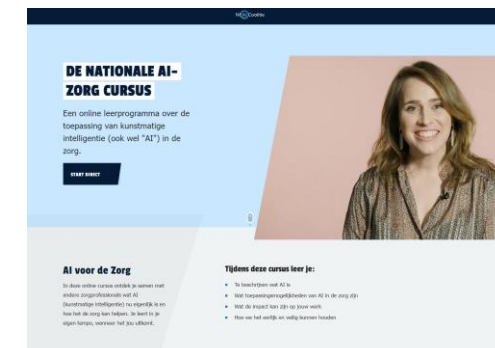 NL AIC Coalitie
DE NATIONALE AI-
ZORG CURSUS
Een online leerprogramma over de
toepassing van kunstmatige
intelligentie (ook wel "AI") in de
zorg.
START DIRECT
AI voor de Zorg
In deze online cursus ontdek je samen met
andere zorgprofessionals wat AI
(kunstmatige intelligentie) nu eigenlijk is en
hoe het de zorg kan helpen. Je leert in je
eigen tempo, wanneer het jou uitkomt.
Tijdens deze cursus leer je:
Te beschrijven wat AI is
Wat toepassingsmogelijkheden van AI in de zorg zijn
Wat de impact kan zijn op jouw werk
Hoe we het eerlijk en veilig kunnen houden